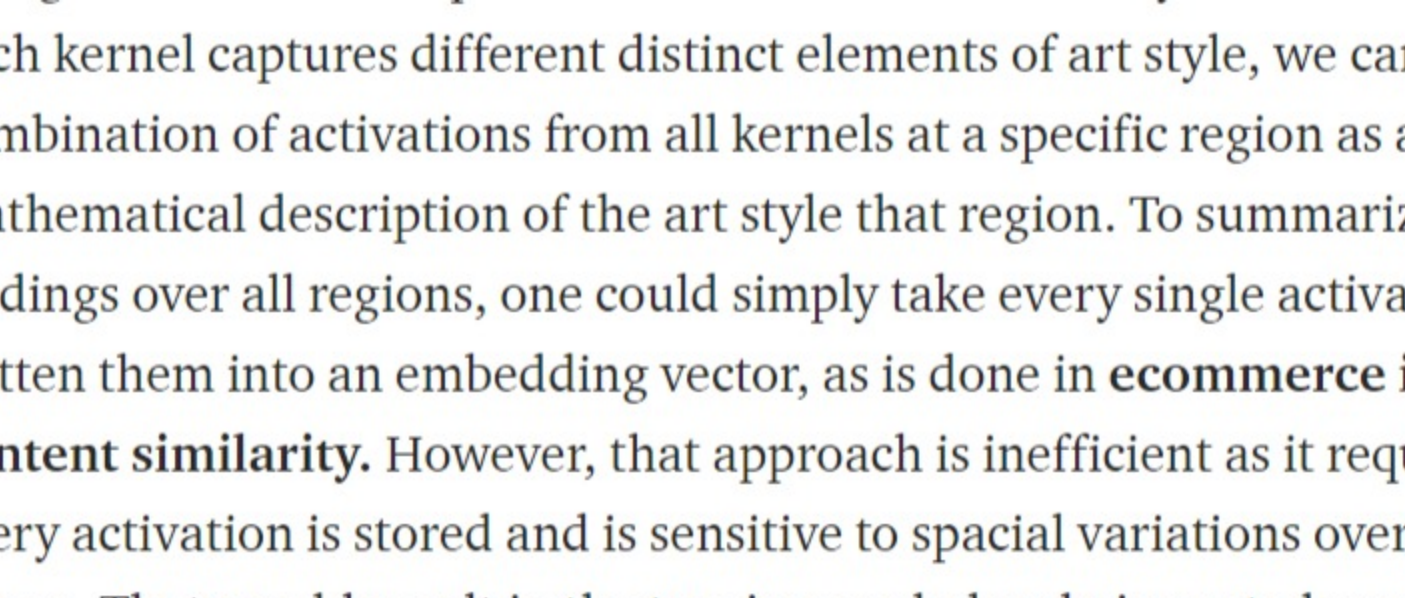 ch kernel captures different distinct elements of art style, we can
mbination of activations from all kernels at a specific region as a
thematical description of the art style that region. To summariz
dings over all regions, one could simply take every single activa
tten them into an embedding vector, as is done in ecommerce i
ntent similarity. However, that approach is inefficient as it requ
ery activation is stored and is sensitive to spacial variations over